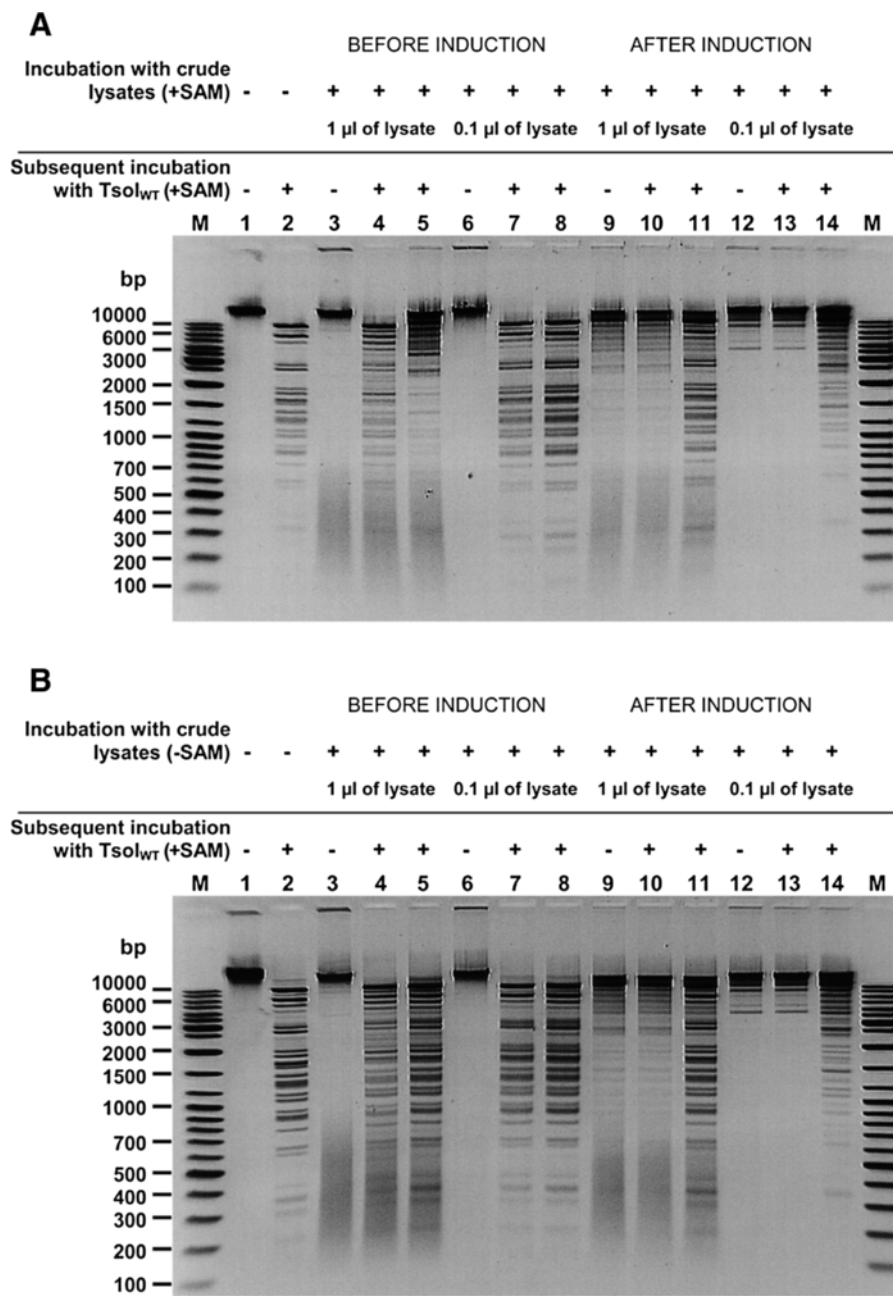 A
BEFORE INDUCTION AFTER INDUCTION
Incubation with crude
lysates (+SAM) - - + + + + + + + + + + + +
1 µl of lysate 0.1 µl of lysate 1 µl of lysate 0.1 µl of lysate
Subsequent incubation
with TsoI_WT (+SAM) - + - + + - + + - + + - + +
M 1 2 3 4 5 6 7 8 9 10 11 12 13 14 M
bp
10000
6000
3000
2000
1500
1000
700
500
400
300
200
100
B
BEFORE INDUCTION AFTER INDUCTION
Incubation with crude
lysates (-SAM) - - + + + + + + + + + + + +
1 µl of lysate 0.1 µl of lysate 1 µl of lysate 0.1 µl of lysate
Subsequent incubation
with TsoI_WT (+SAM) - + - + + - + + - + + - + +
M 1 2 3 4 5 6 7 8 9 10 11 12 13 14 M
bp
10000
6000
3000
2000
1500
1000
700
500
400
300
200
100